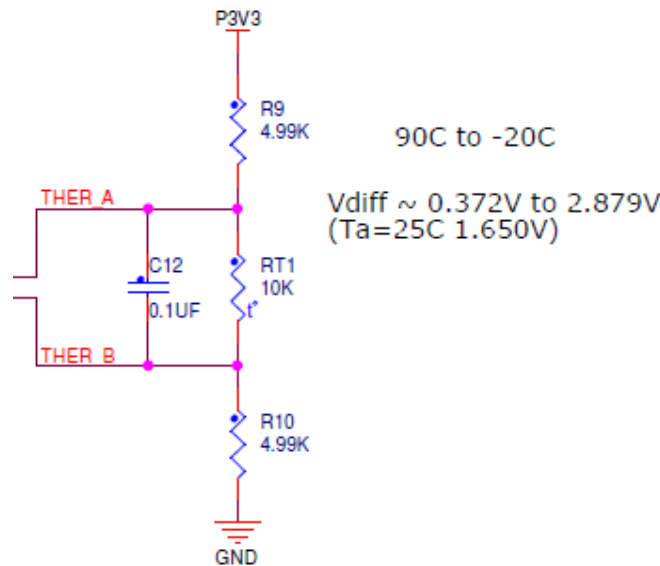 P3V3
R9
4.99K
90C to -20C
THER_A
Vdiff ~ 0.372V to 2.879V
(Ta=25C 1.650V)
C12
RT1
10K
0.1UF
t°
THER_B
R10
4.99K
GND